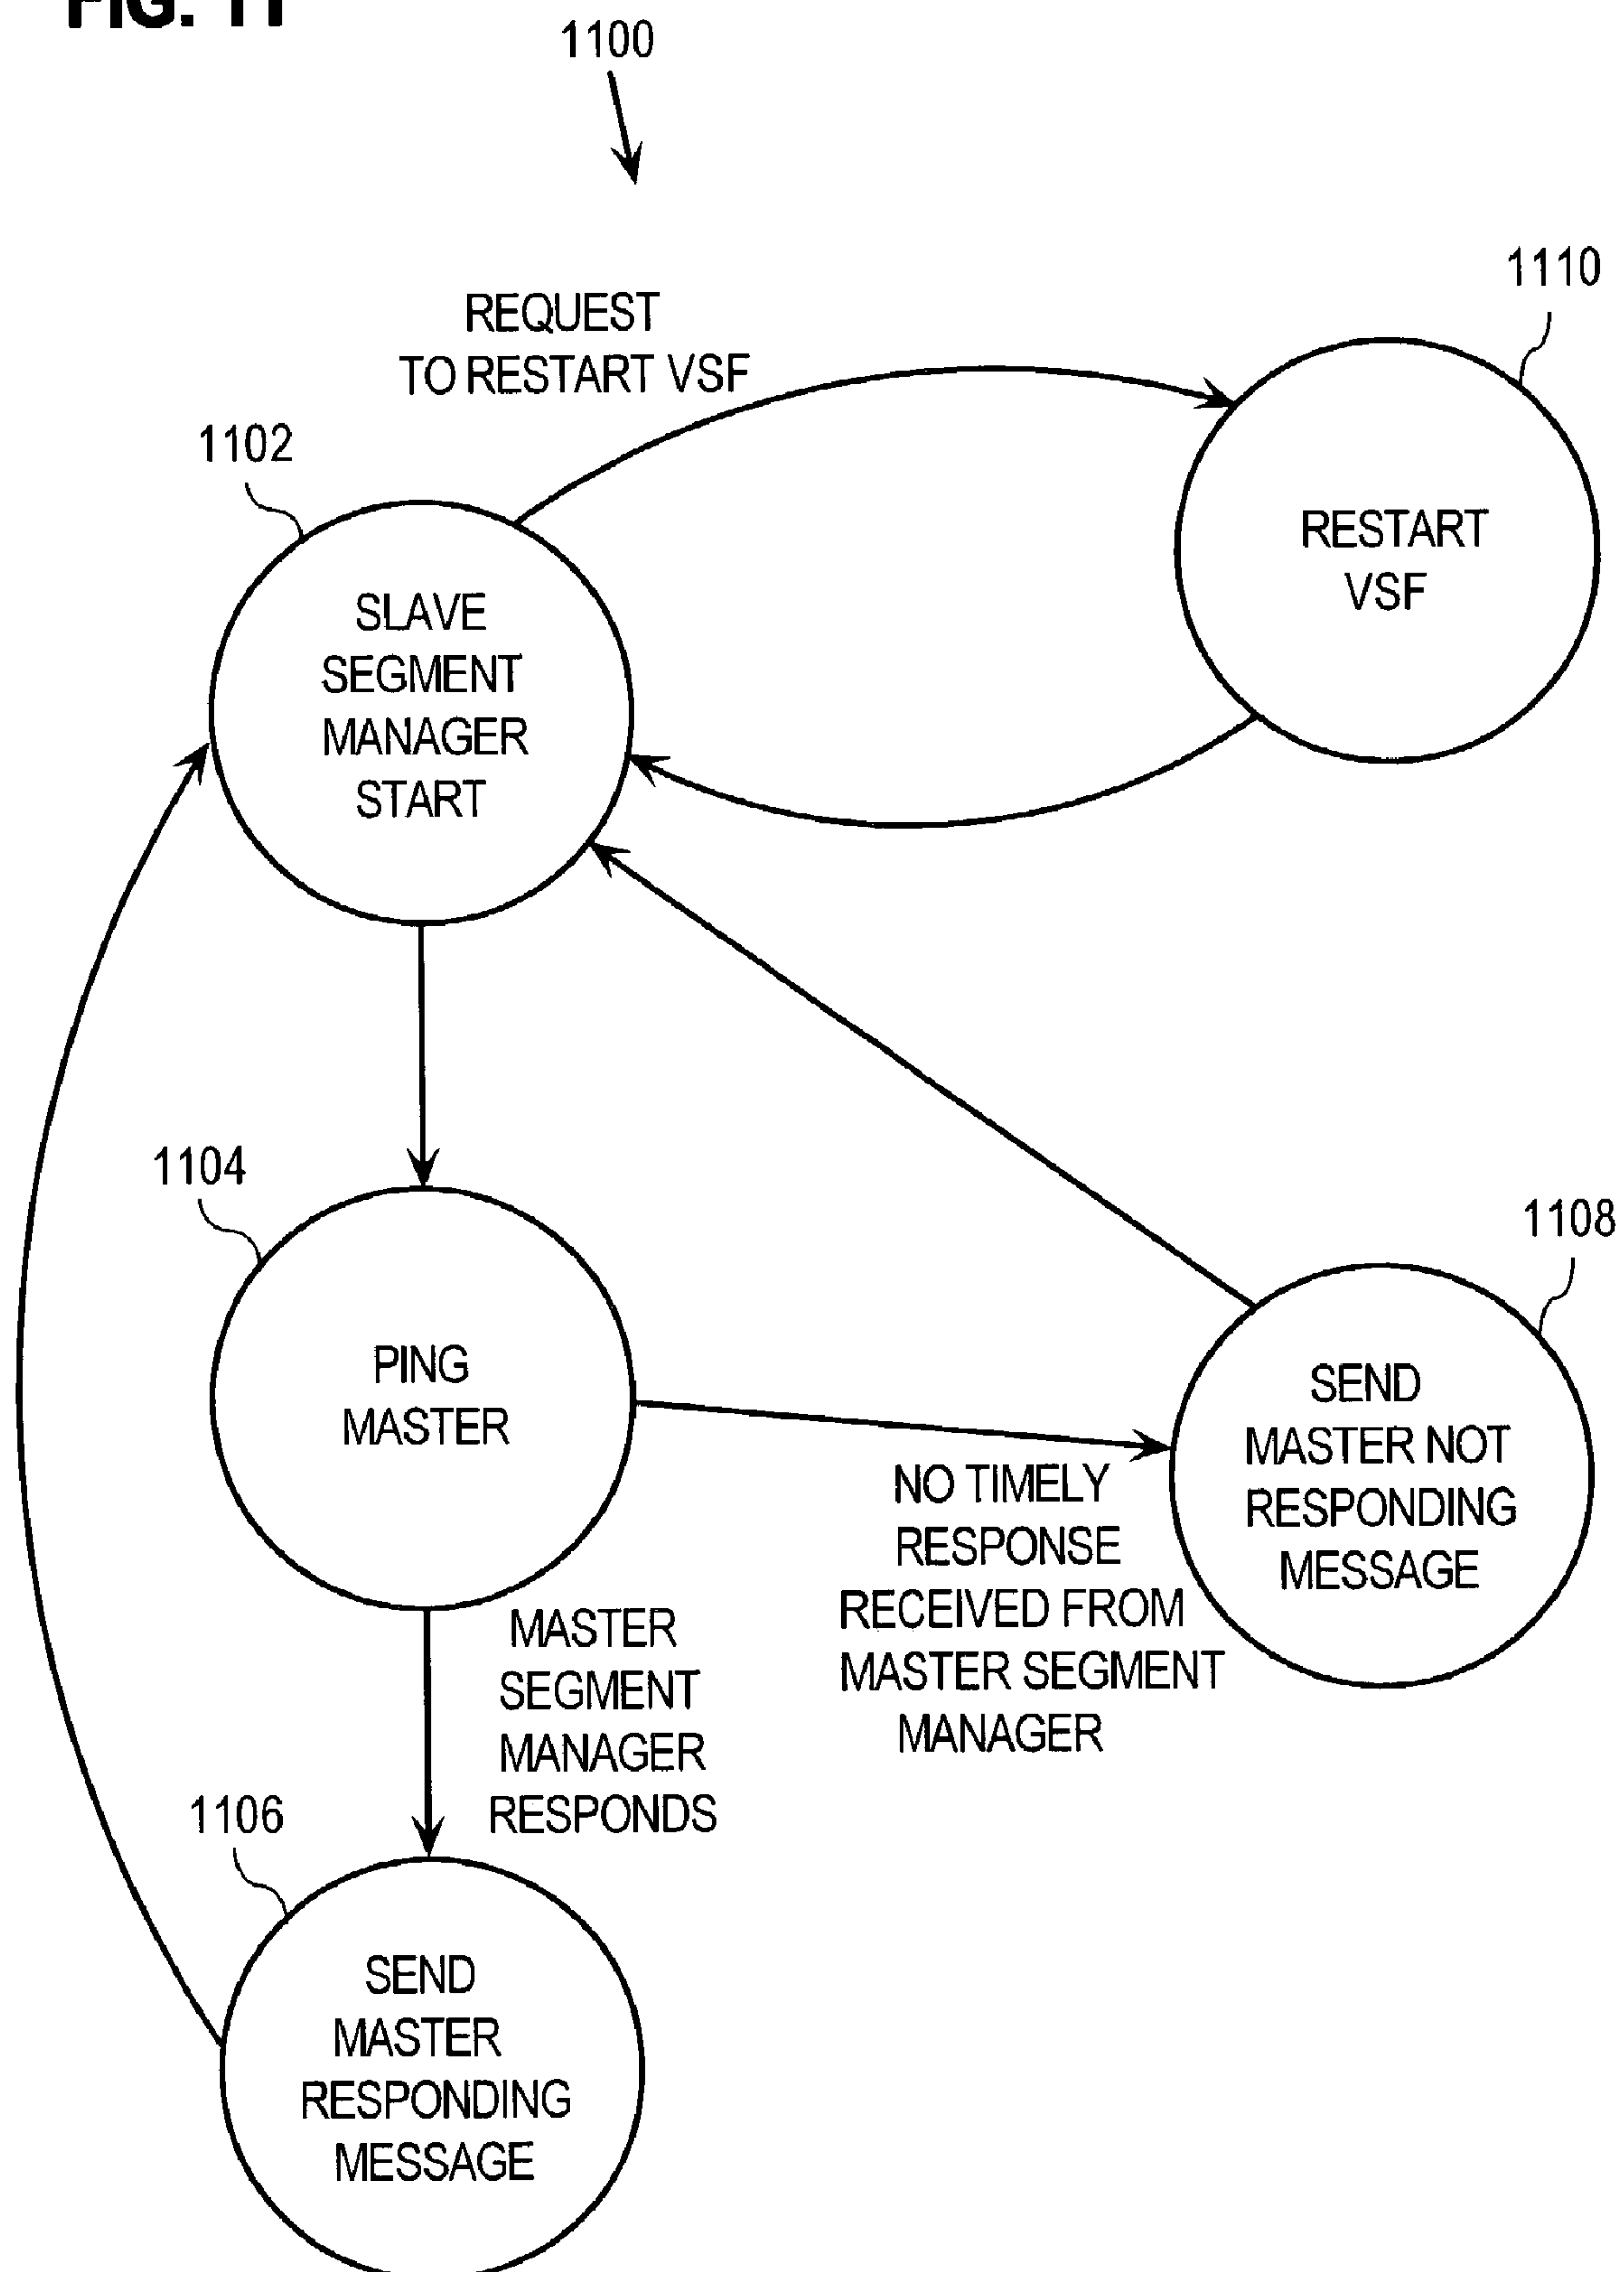 FIG. 11
1100
1110
REQUEST
TO RESTART VSF
1102
RESTART
VSF
SLAVE
SEGMENT
MANAGER
START
1104
1108
PING
MASTER
SEND
MASTER NOT
RESPONDING
MESSAGE
NO TIMELY
RESPONSE
RECEIVED FROM
MASTER SEGMENT
MANAGER
MASTER
SEGMENT
MANAGER
RESPONDS
1106
SEND
MASTER
RESPONDING
MESSAGE